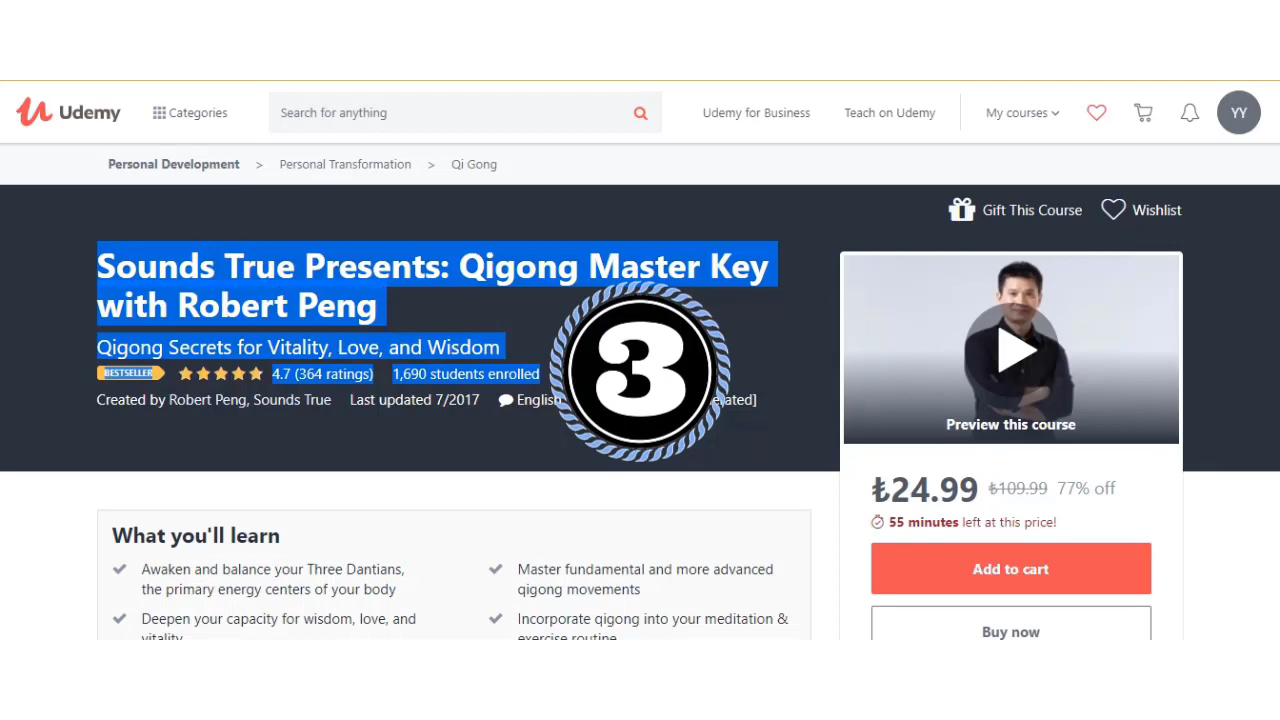 Udemy
Categories
Search for anything
Udemy for Business
Teach on Udemy
My courses
YY
Personal Development > Personal Transformation > Qi Gong
Gift This Course
Wishlist
Sounds True Presents: Qigong Master Key
with Robert Peng
Qigong Secrets for Vitality, Love, and Wisdom
BESTSELLER 4.7 (364 ratings) 1,690 students enrolled
Created by Robert Peng, Sounds True Last updated 7/2017 English
3
Preview this course
₺24.99 ₺109.99 77% off
55 minutes left at this price!
Add to cart
Buy now
What you'll learn
Awaken and balance your Three Dantians,
the primary energy centers of your body
Deepen your capacity for wisdom, love, and
vitality
Master fundamental and more advanced
qigong movements
Incorporate qigong into your meditation &
exercise routine